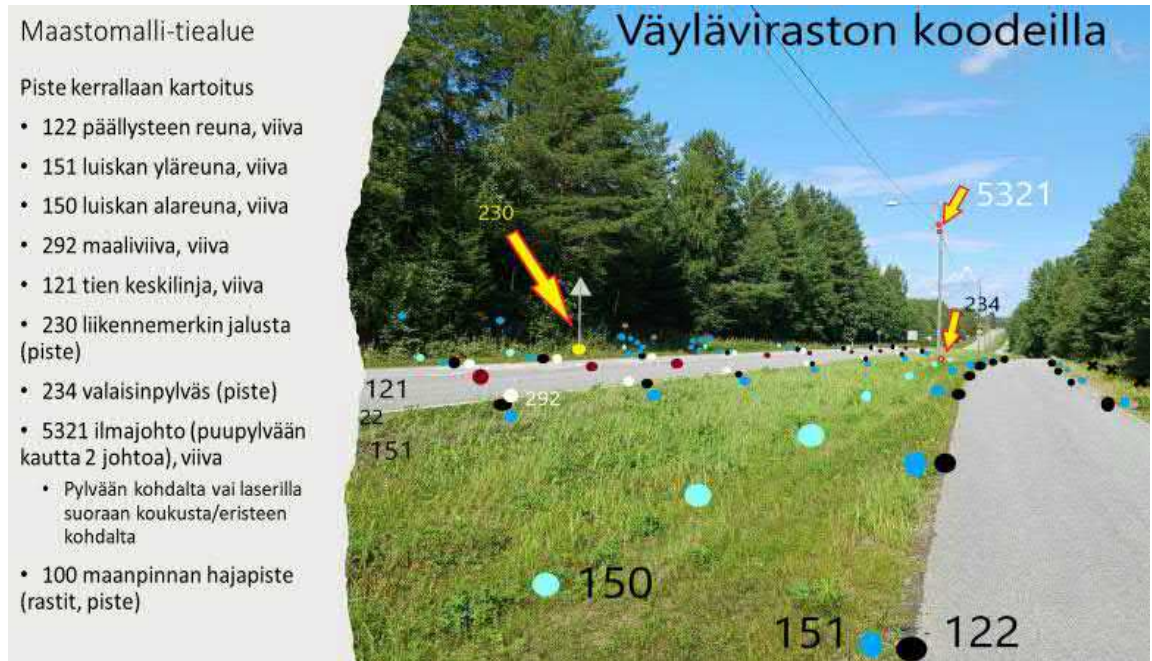 Maastomalli-tiealue
Piste kerrallaan kartoitus
• 122 päällysteen reuna, viiva
• 151 luiskan yläreuna, viiva
• 150 luiskan alareuna, viiva
• 292 maaliviiva, viiva
• 121 tien keskilinja, viiva
• 230 liikennemerkin jalusta
(piste)
• 234 valaisinpylväs (piste)
• 5321 ilmajohto (puupylvään
kautta 2 johtoa), viiva
• Pylvään kohdalta vai laserilla
suoraan koukusta/eristeen
kohdalta
• 100 maanpinnan hajapiste
(rastit, piste)
Väyläviraston koodeilla
5321
230
234
121
292
22
151
150
151
122